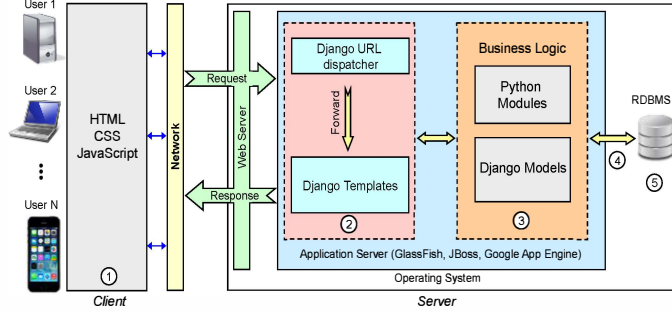 User 1
User 2
User N
HTML
CSS
JavaScript
1
Client
Network
Request
Response
Web Server
Django URL
dispatcher
Forward
Django Templates
2
Business Logic
Python
Modules
Django Models
3
Application Server (GlassFish, JBoss, Google App Engine)
Operating System
Server
4
RDBMS
5